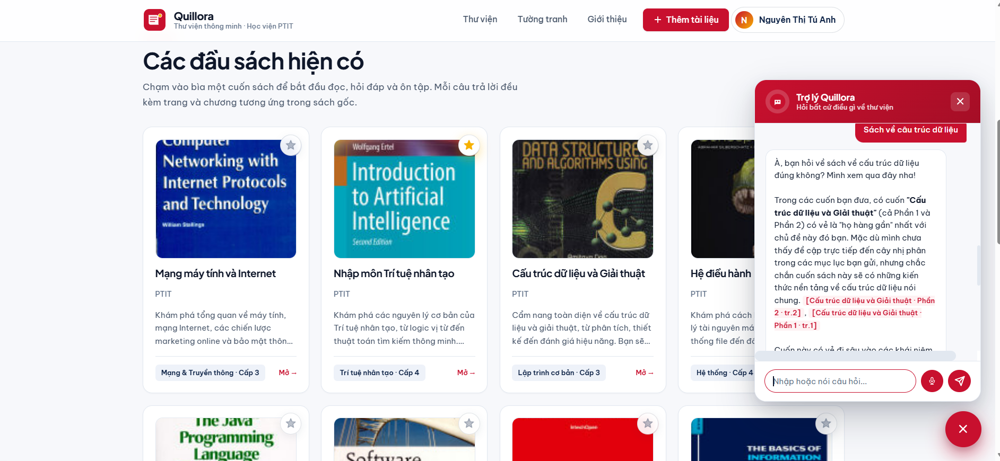 Quillora
Thư viện thông minh · Học viện PTIT
Thư viện
Tường tranh
Giới thiệu
+ Thêm tài liệu
N
Nguyễn Thị Tú Anh
Các đầu sách hiện có
Chạm vào bìa một cuốn sách để bắt đầu đọc, hỏi đáp và ôn tập. Mỗi câu trả lời đều
kèm trang và chương tương ứng trong sách gốc.
Computer
Networking with
Internet Protocols
and Technology
William Stallings
Mạng máy tính và Internet
PTIT
Khám phá tổng quan về máy tính,
mạng Internet, các chiến lược
marketing online và bảo mật thôn...
Mạng & Truyền thông · Cấp 3
Mở →
Wolfgang Ertel
Introduction
to Artificial
Intelligence
Second Edition
Nhập môn Trí tuệ nhân tạo
PTIT
Khám phá các nguyên lý cơ bản của
Trí tuệ nhân tạo, từ logic vị từ đến
thuật toán tìm kiếm thông minh....
Trí tuệ nhân tạo · Cấp 4
Mở →
DATA STRUCTURES
AND ALGORITHMS USING
C
Cấu trúc dữ liệu và Giải thuật
PTIT
Cẩm nang toàn diện về cấu trúc dữ
liệu và giải thuật, từ phân tích, thiết
kế đến đánh giá hiệu năng. Bạn sẽ...
Lập trình cơ bản · Cấp 3
Mở →
Hệ điều hành
PTIT
Khám phá cách
lý tài nguyên má
thống file đến đ
Hệ thống · Cấp 4
The Java
Programming
Language
Software
IntechOpen
THE BASICS OF
INFORMATION
Trợ lý Quillora
Hỏi bất cứ điều gì về thư viện
Sách về câu trúc dữ liệu
À, bạn hỏi về sách về cấu trúc dữ liệu
đúng không? Mình xem qua đây nha!
Trong các cuốn bạn đưa, có cuốn "Cấu
trúc dữ liệu và Giải thuật" (cả Phần 1 và
Phần 2) có vẻ là "họ hàng gần" nhất với
chủ đề này đó bạn. Mặc dù mình chưa
thấy đề cập trực tiếp đến cây nhị phân
trong các mục lục bạn gửi, nhưng chắc
chắn cuốn sách này sẽ có những kiến
thức nền tảng về cấu trúc dữ liệu nói
chung. [Cấu trúc dữ liệu và Giải thuật · Phần
2 · tr.2] , [Cấu trúc dữ liệu và Giải thuật ·
Phần 1 · tr.1]
Cuốn này có vẻ đi sâu vào các khái niệm
Nhập hoặc nói câu hỏi...